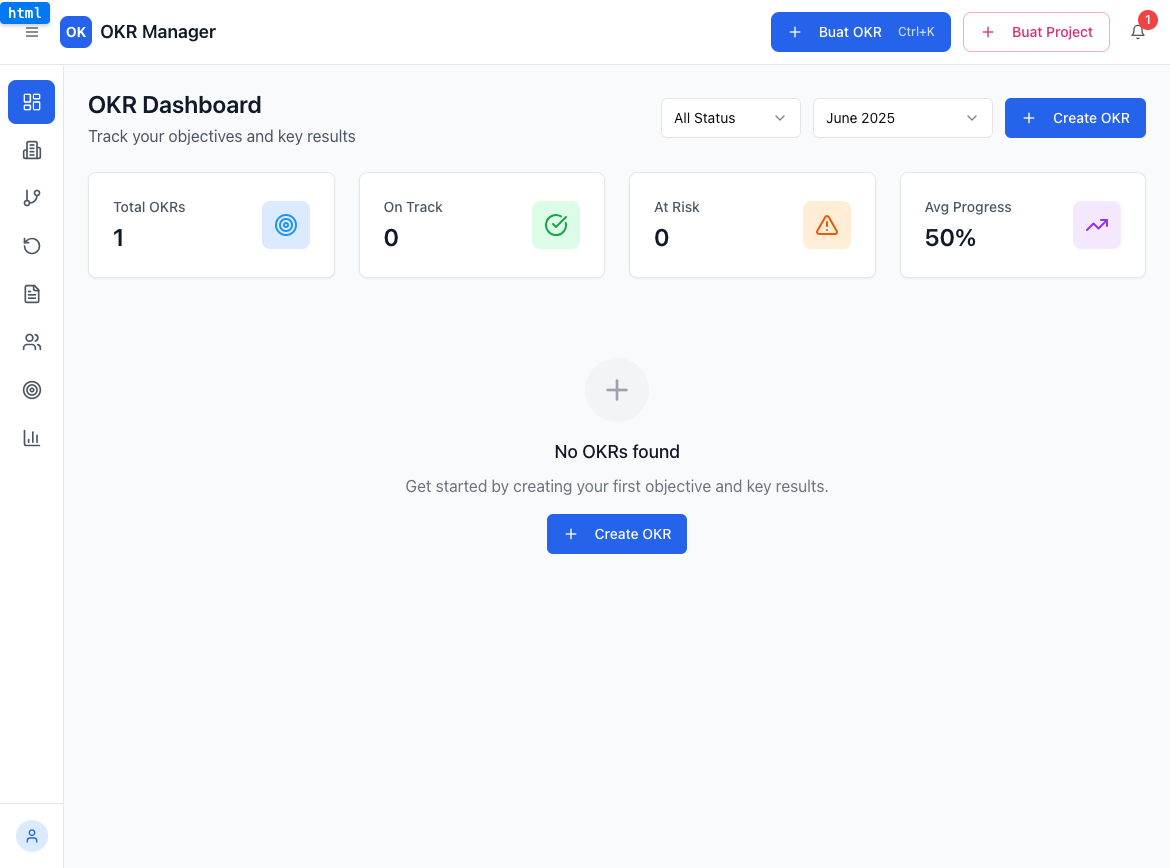 html
OK OKR Manager
Buat OKR Ctrl+K
Buat Project
1
OKR Dashboard
Track your objectives and key results
All Status
June 2025
Create OKR
Total OKRs
1
On Track
0
At Risk
0
Avg Progress
50%
No OKRs found
Get started by creating your first objective and key results.
Create OKR